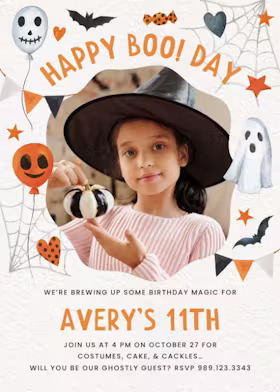 HAPPY BOO! DAY
WE'RE BREWING UP SOME BIRTHDAY MAGIC FOR
AVERY'S 11TH
JOIN US AT 4 PM ON OCTOBER 27 FOR
COSTUMES, CAKE, & CACKLES...
WILL YOU BE OUR GHOSTLY GUEST? RSVP 989.123.3343